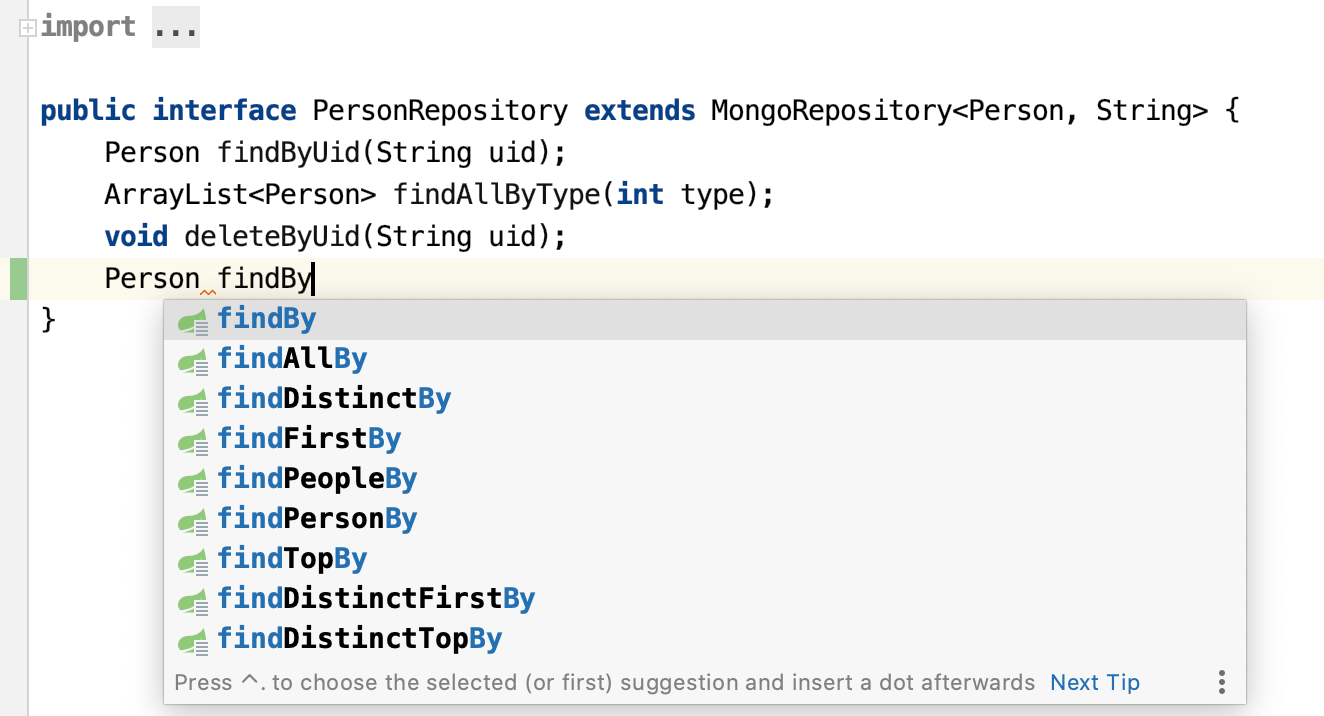 import ...
public interface PersonRepository extends MongoRepository<Person, String> {
Person findByUid(String uid);
ArrayList<Person> findAllByType(int type);
void deleteByUid(String uid);
Person findBy
}
findBy
findAllBy
findDistinctBy
findFirstBy
findPeopleBy
findPersonBy
findTopBy
findDistinctFirstBy
findDistinctTopBy
Press ^. to choose the selected (or first) suggestion and insert a dot afterwards Next Tip